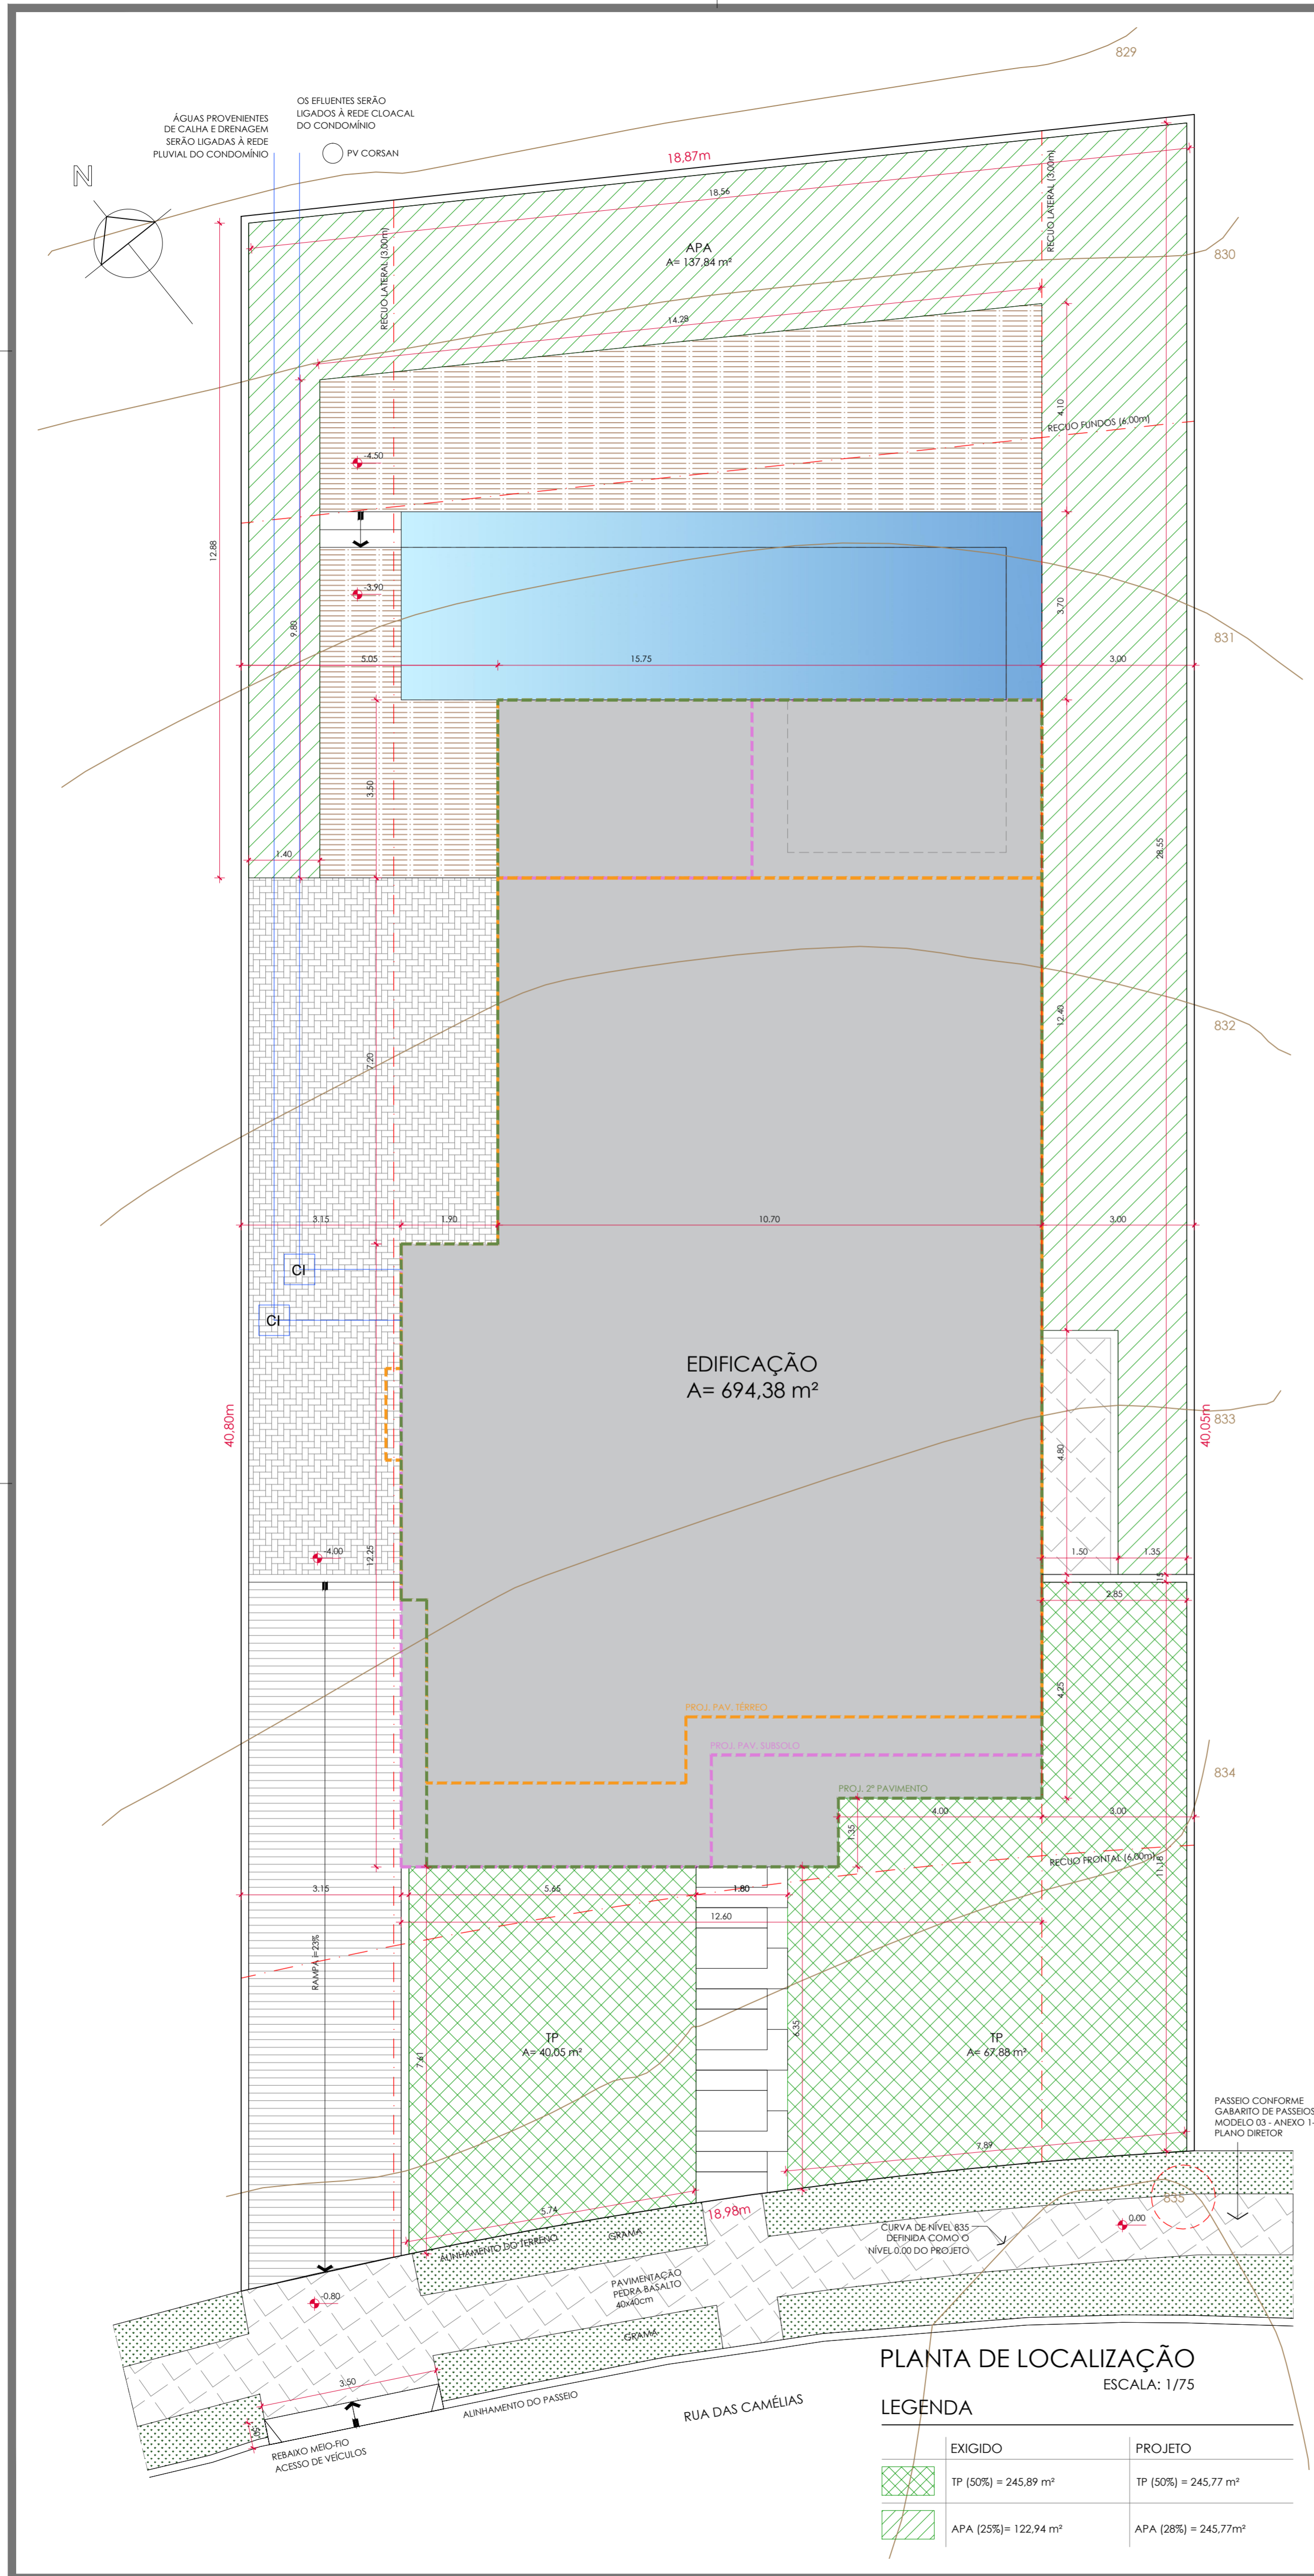 829
OS EFLUENTES SERÃO
LIGADOS À REDE CLOACAL
DO CONDOMÍNIO
ÁGUAS PROVENIENTES
DE CALHA E DRENAGEM
SERÃO LIGADAS À REDE
PLUVIAL DO CONDOMÍNIO
PV CORSAN
N
18,87m
18.56
RECUO LATERAL (3.00m)
RECUO LATERAL (3.00m)
APA
A= 137,84 m²
830
14.28
4.10
RECUO FUNDOS (6,00m)
-4.50
12.88
-3.90
9.80
3.70
831
5.05
15.75
3.00
3.50
28.55
1.40
12.40
832
7.20
3.15
1.90
10.70
3.00
CI
CI
EDIFICAÇÃO
A= 694,38 m²
40,80m
40,05m
833
4.80
-4.00
12.25
1.50
1.35
.15
2.85
4.25
PROJ. PAV. TÉRREO
PROJ. PAV. SUBSOLO
PROJ. 2º PAVIMENTO
834
4.00
3.00
1.35
RECUO FRONTAL (6,00m)
11.18
3.15
5.65
1.80
12.60
RAMPA i=23%
6.35
7.61
TP
A= 40,05 m²
TP
A= 67,88 m²
PASSEIO CONFORME
GABARITO DE PASSEIOS
MODELO 03 - ANEXO 1-
PLANO DIRETOR
7.89
835
5.74
18,98m
0.00
GRAMA
ALINHAMENTO DO TERRENO
CURVA DE NÍVEL 835
DEFINIDA COMO O
NÍVEL 0.00 DO PROJETO
PAVIMENTAÇÃO
PEDRA BASALTO
40x40cm
-0.80
GRAMA
3.50
PLANTA DE LOCALIZAÇÃO
ESCALA: 1/75
ALINHAMENTO DO PASSEIO
RUA DAS CAMÉLIAS
LEGENDA
REBAIXO MEIO-FIO
ACESSO DE VEÍCULOS
EXIGIDO PROJETO
TP (50%) = 245,89 m² TP (50%) = 245,77 m²
APA (25%)= 122,94 m² APA (28%) = 245,77m²